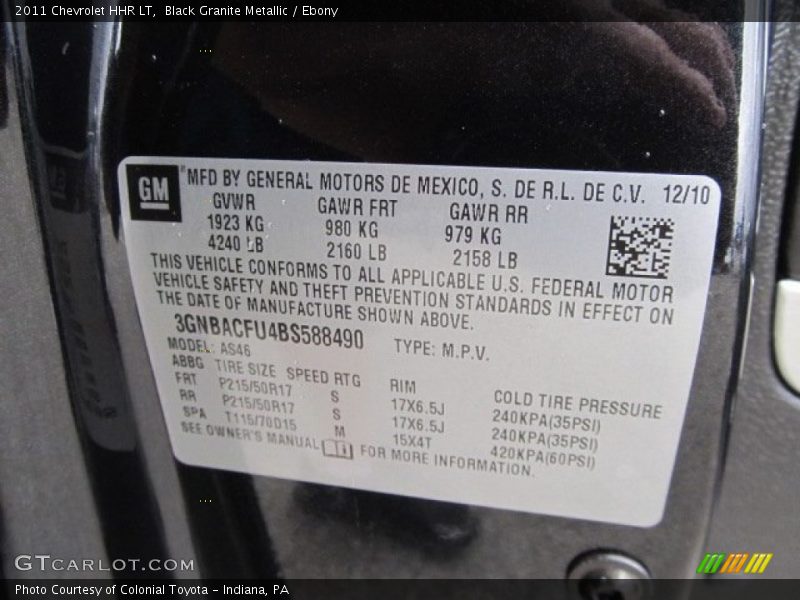 2011 Chevrolet HHR LT,  Black Granite Metallic / Ebony
GM
® MFD BY GENERAL MOTORS DE MEXICO, S. DE R.L. DE C.V. 12/10
GVWR GAWR FRT GAWR RR
1923 KG 980 KG 979 KG
4240 LB 2160 LB 2158 LB
THIS VEHICLE CONFORMS TO ALL APPLICABLE U.S. FEDERAL MOTOR
VEHICLE SAFETY AND THEFT PREVENTION STANDARDS IN EFFECT ON
THE DATE OF MANUFACTURE SHOWN ABOVE.
3GNBACFU4BS588490 TYPE: M.P.V.
MODEL: AS46
ABBG TIRE SIZE SPEED RTG RIM COLD TIRE PRESSURE
FRT P215/50R17 S 17X6.5J 240KPA(35PSI)
RR P215/50R17 S 17X6.5J 240KPA(35PSI)
SPA T115/70D15 M 15X4T 420KPA(60PSI)
SEE OWNER'S MANUAL FOR MORE INFORMATION.
GTCARLOT.COM
Photo Courtesy of Colonial Toyota - Indiana, PA